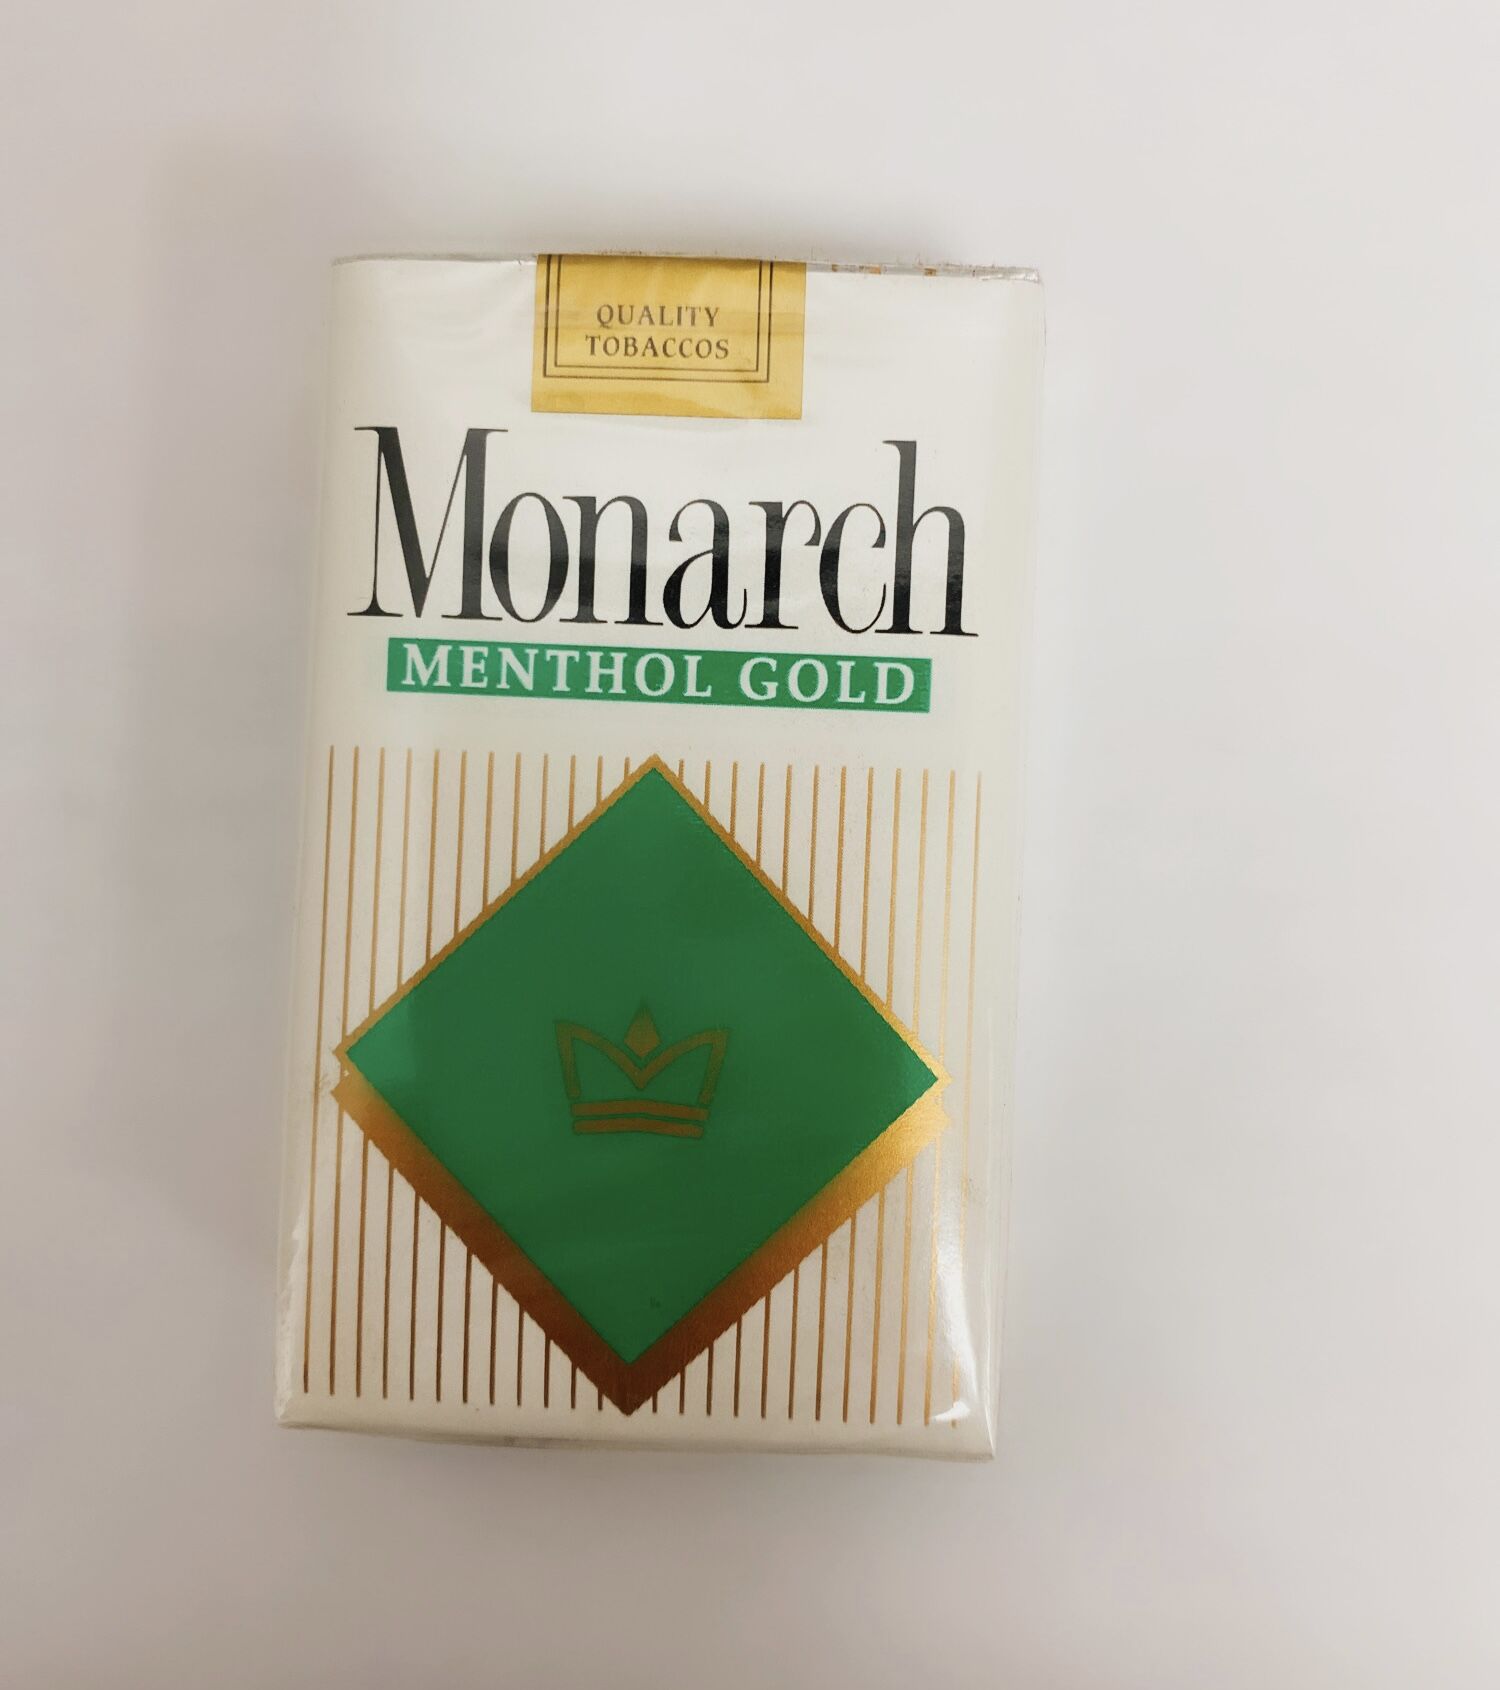 QUALITY
TOBACCOS
Monarch
MENTHOL GOLD